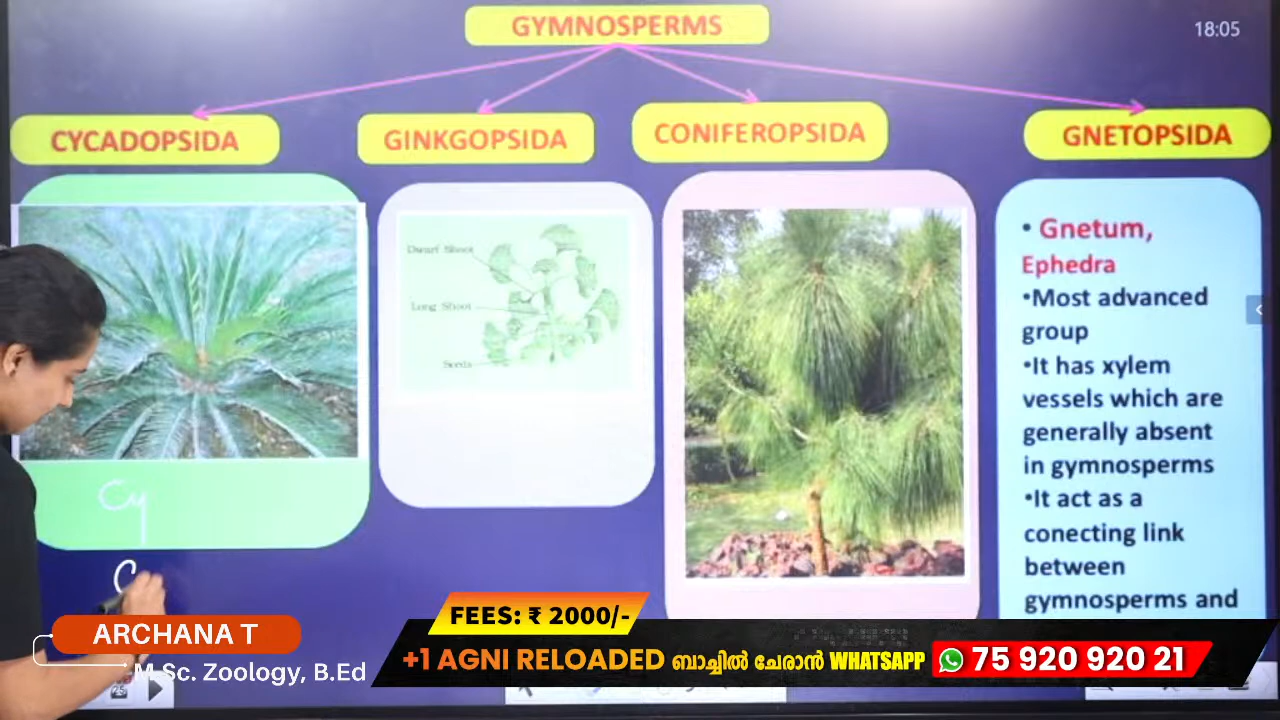 GYMNOSPERMS
18:05
CYCADOPSIDA
GINKGOPSIDA
CONIFEROPSIDA
GNETOPSIDA
Dwarf Shoot
Long Shoot
Seeds
• Gnetum,
Ephedra
•Most advanced
group
•It has xylem
vessels which are
generally absent
in gymnosperms
•It act as a
conecting link
between
gymnosperms and
Cy
C
FEES: ₹ 2000/-
ARCHANA T
M.Sc. Zoology, B.Ed
+1 AGNI RELOADED ബാച്ചിൽ ചേരാൻ WHATSAPP 75 920 920 21